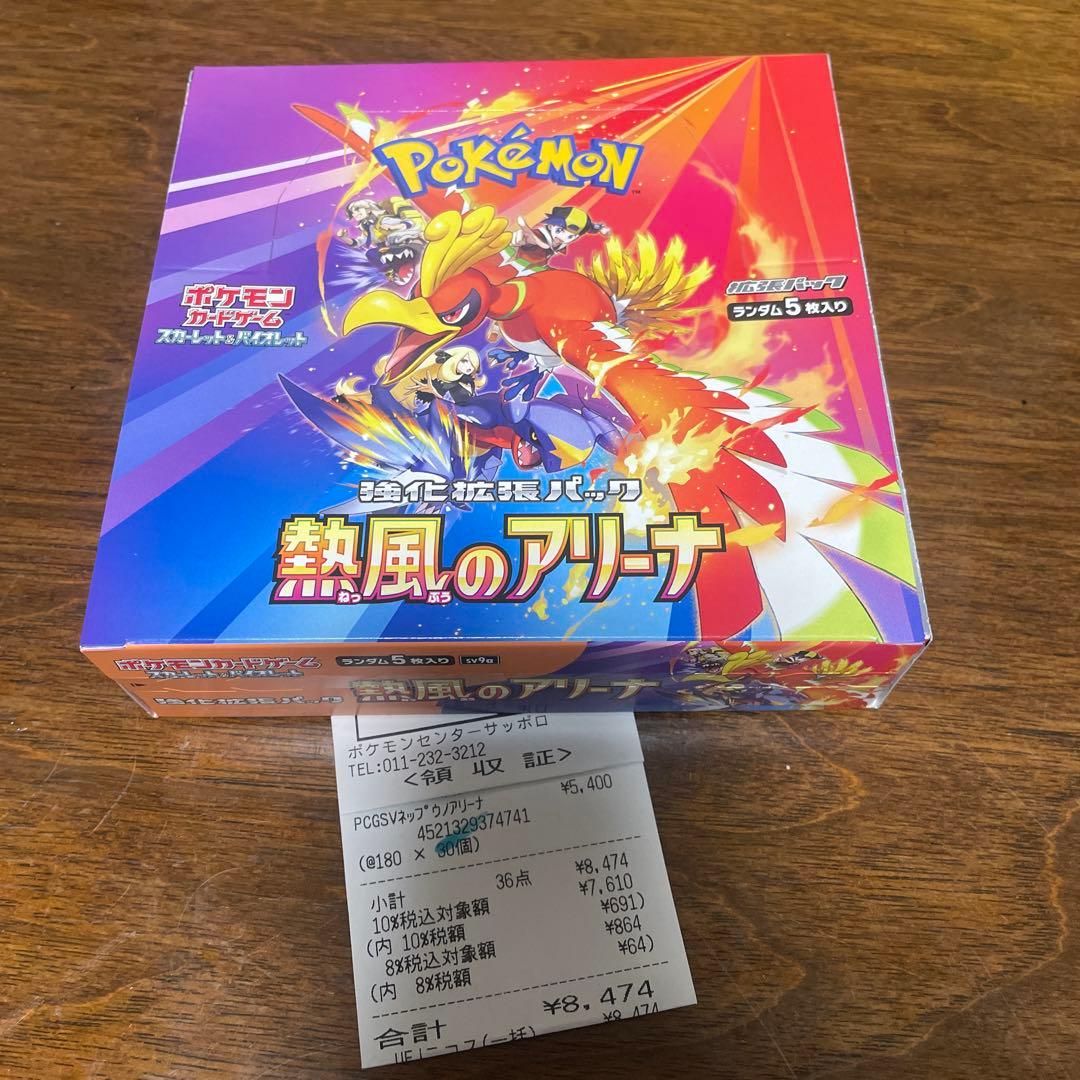 POKéMON
TM
ポケモン
カードゲーム
スカーレット&バイオレット
拡張パック
ランダム5枚入り
強化拡張パック
熱風のアリーナ
ねっ ぷう
ポケモンカードゲーム
スカーレット&バイオレット
ランダム5枚入り sv9a
強化拡張パック 熱風のアリーナ
ポケモンセンターサッポロ
TEL:011-232-3212
<領 収 証>
PCGSVネップウノアリーナ ¥5,400
4521329374741
(@180 × 30個)
小計 36点 ¥8,474
10%税込対象額 ¥7,610
(内 10%税額 ¥691)
8%税込対象額 ¥864
(内 8%税額 ¥64)
合計 ¥8,474
¥8,474